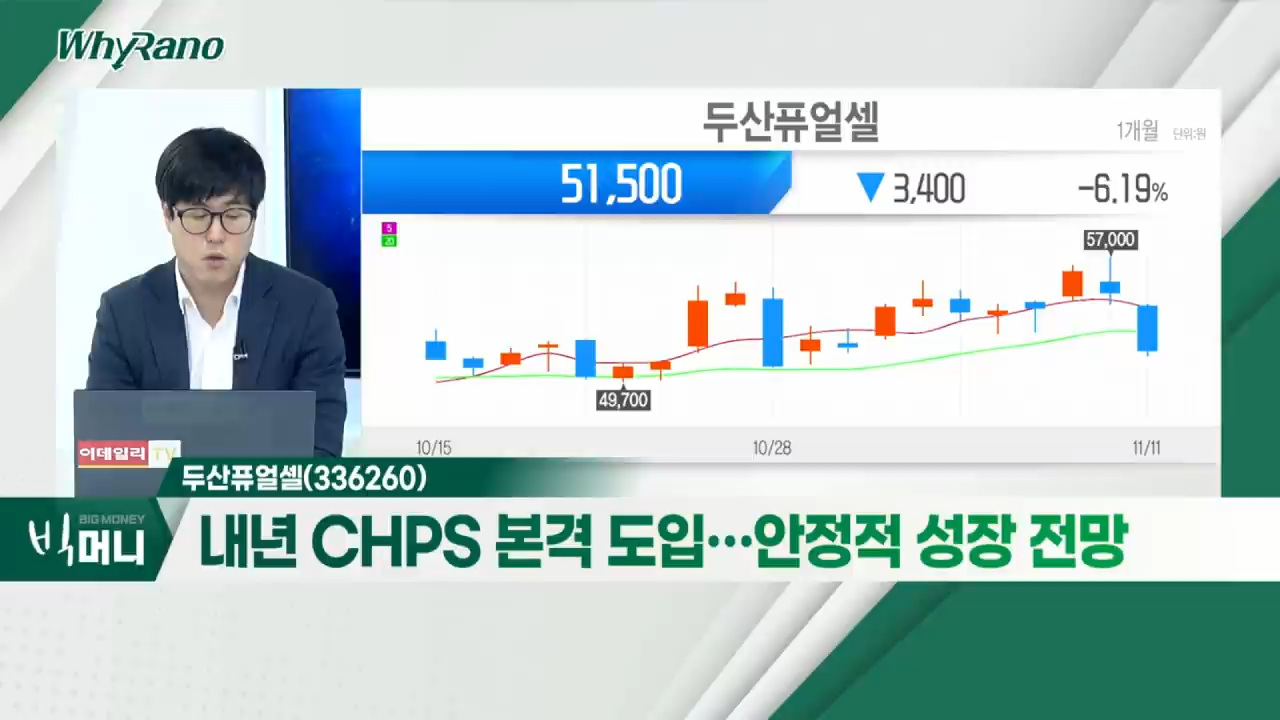 WhyRano
두산퓨얼셀
1개월 단위:원
51,500 ▼ 3,400 -6.19%
5
20
57,000
49,700
10/15 10/28 11/11
이데일리 TV
두산퓨얼셀(336260)
BIG MONEY
빅머니
내년 CHPS 본격 도입…안정적 성장 전망